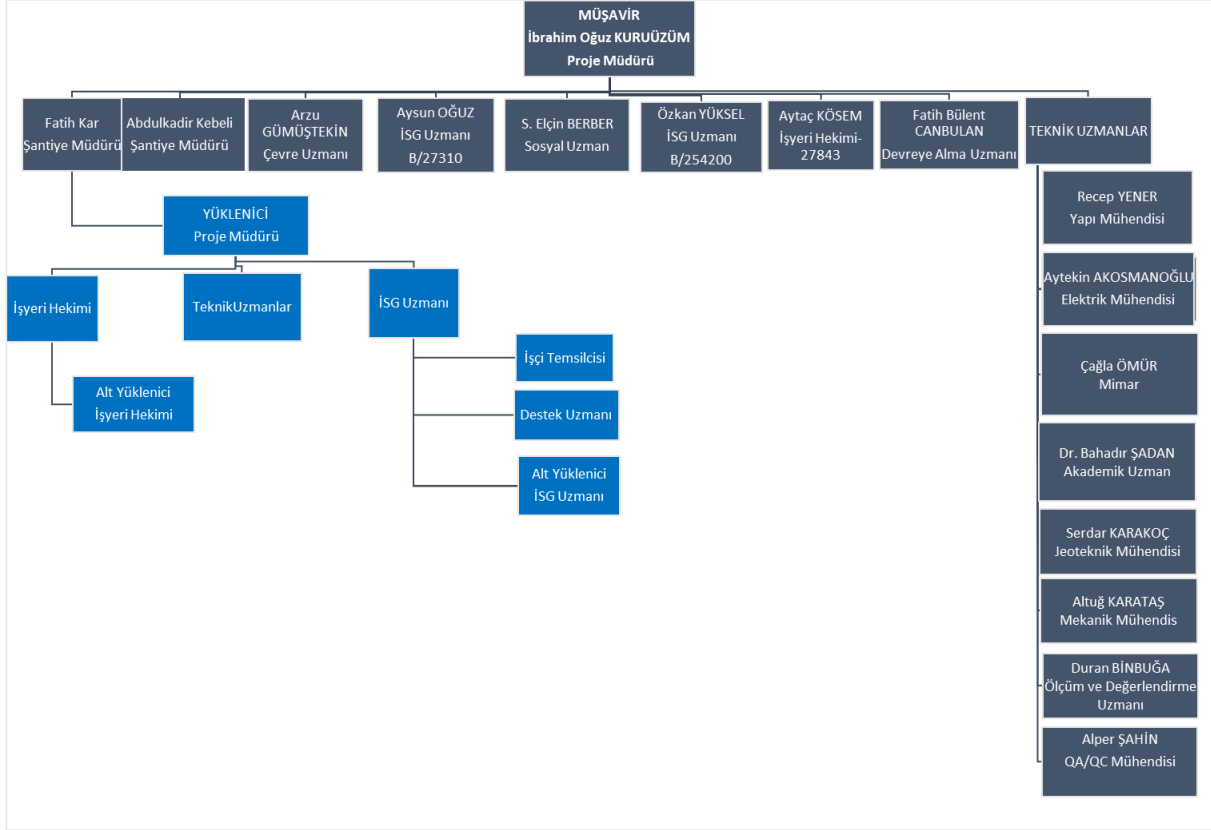 MÜŞAVİR
İbrahim Oğuz KURUÜZÜM
Proje Müdürü
Fatih Kar
Şantiye Müdürü
Abdulkadir Kebeli
Şantiye Müdürü
Arzu
GÜMÜŞTEKİN
Çevre Uzmanı
Aysun OĞUZ
İSG Uzmanı
B/27310
S. Elçin BERBER
Sosyal Uzman
Özkan YÜKSEL
İSG Uzmanı
B/254200
Aytaç KÖSEM
İşyeri Hekimi-
27843
Fatih Bülent
CANBULAN
Devreye Alma Uzmanı
TEKNİK UZMANLAR
YÜKLENİCİ
Proje Müdürü
İşyeri Hekimi
TeknikUzmanlar
İSG Uzmanı
Alt Yüklenici
İşyeri Hekimi
İşçi Temsilcisi
Destek Uzmanı
Alt Yüklenici
İSG Uzmanı
Recep YENER
Yapı Mühendisi
Aytekin AKOSMANOĞLU
Elektrik Mühendisi
Çağla ÖMÜR
Mimar
Dr. Bahadır ŞADAN
Akademik Uzman
Serdar KARAKOÇ
Jeoteknik Mühendisi
Altuğ KARATAŞ
Mekanik Mühendis
Duran BİNBUĞA
Ölçüm ve Değerlendirme
Uzmanı
Alper ŞAHİN
QA/QC Mühendisi